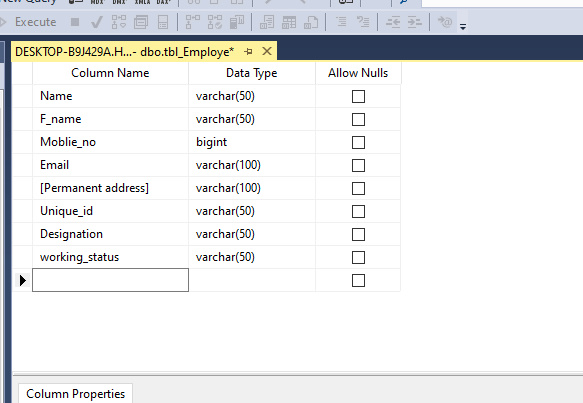 New Query
MDX DMX XMLA DAX
Execute
DESKTOP-B9J429A.H...- dbo.tbl_Employe*
Column Name Data Type Allow Nulls
Name varchar(50)
F_name varchar(50)
Moblie_no bigint
Email varchar(100)
[Permanent address] varchar(100)
Unique_id varchar(50)
Designation varchar(50)
working_status varchar(50)
Column Properties